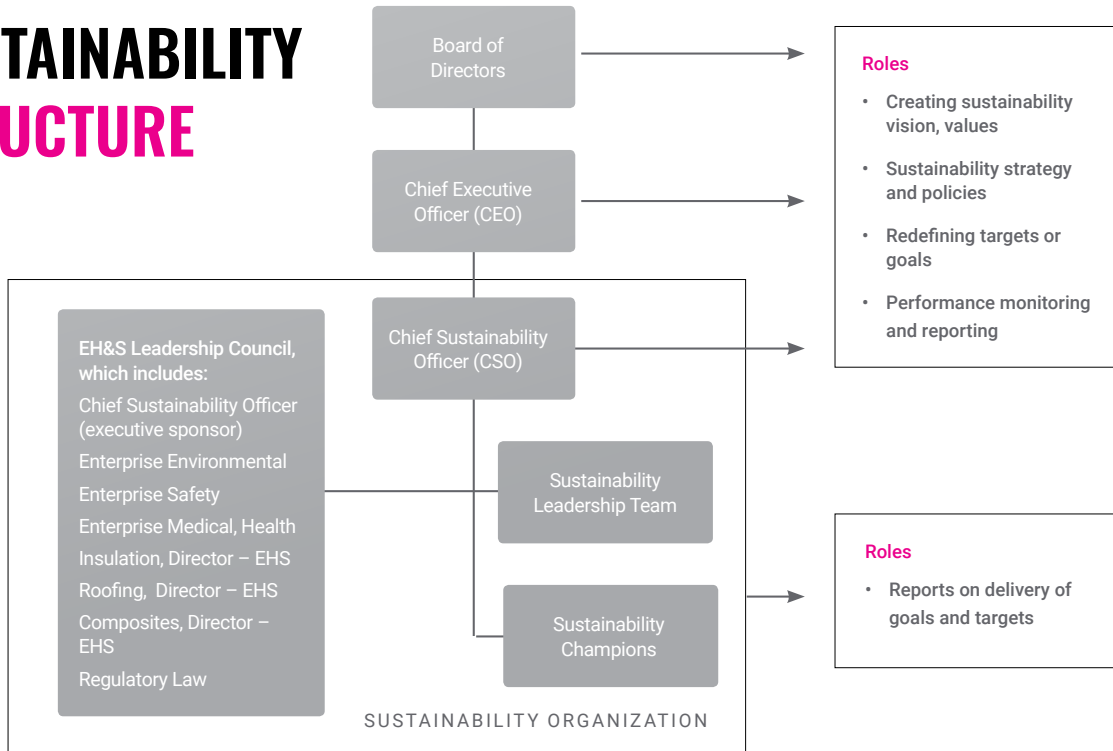 TAINABILITY
UCTURE
Board of
Directors
Chief Executive
Officer (CEO)
Chief Sustainability
Officer (CSO)
EH&S Leadership Council,
which includes:
Chief Sustainability Officer
(executive sponsor)
Enterprise Environmental
Enterprise Safety
Enterprise Medical, Health
Insulation, Director – EHS
Roofing, Director – EHS
Composites, Director –
EHS
Regulatory Law
Sustainability
Leadership Team
Sustainability
Champions
SUSTAINABILITY ORGANIZATION
Roles
• Creating sustainability
vision, values
• Sustainability strategy
and policies
• Redefining targets or
goals
• Performance monitoring
and reporting
Roles
• Reports on delivery of
goals and targets